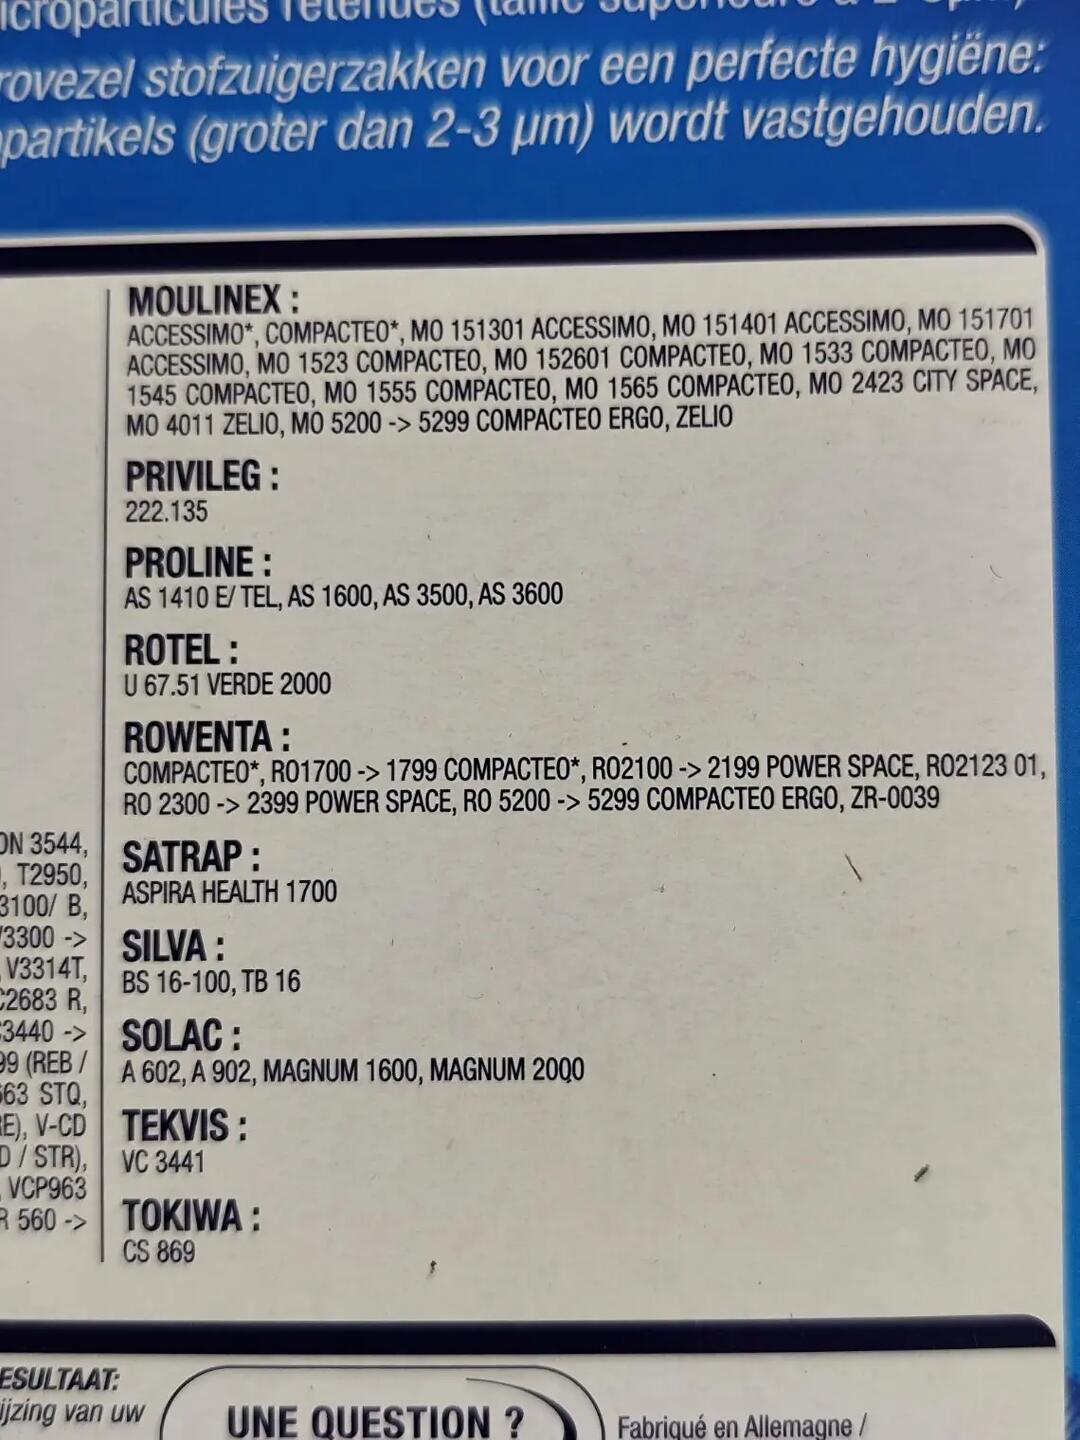 rovezel stofzuigerzakken voor een perfecte hygiëne:
partikels (groter dan 2-3 µm) wordt vastgehouden.
MOULINEX :
ACCESSIMO*, COMPACTEO*, MO 151301 ACCESSIMO, MO 151401 ACCESSIMO, MO 151701
ACCESSIMO, MO 1523 COMPACTEO, MO 152601 COMPACTEO, MO 1533 COMPACTEO, MO
1545 COMPACTEO, MO 1555 COMPACTEO, MO 1565 COMPACTEO, MO 2423 CITY SPACE,
MO 4011 ZELIO, MO 5200 -> 5299 COMPACTEO ERGO, ZELIO
PRIVILEG :
222.135
PROLINE :
AS 1410 E/ TEL, AS 1600, AS 3500, AS 3600
ROTEL :
U 67.51 VERDE 2000
ROWENTA :
COMPACTEO*, RO1700 -> 1799 COMPACTEO*, RO2100 -> 2199 POWER SPACE, RO2123 01,
RO 2300 -> 2399 POWER SPACE, RO 5200 -> 5299 COMPACTEO ERGO, ZR-0039
SATRAP :
ASPIRA HEALTH 1700
SILVA :
BS 16-100, TB 16
SOLAC :
A 602, A 902, MAGNUM 1600, MAGNUM 2000
TEKVIS :
VC 3441
TOKIWA :
CS 869
ON 3544,
, T2950,
3100/ B,
3300 ->
, V3314T,
C2683 R,
3440 ->
99 (REB /
663 STQ,
RE), V-CD
D / STR),
, VCP963
R 560 ->
ESULTAAT:
ijzing van uw
UNE QUESTION ?
Fabriqué en Allemagne /